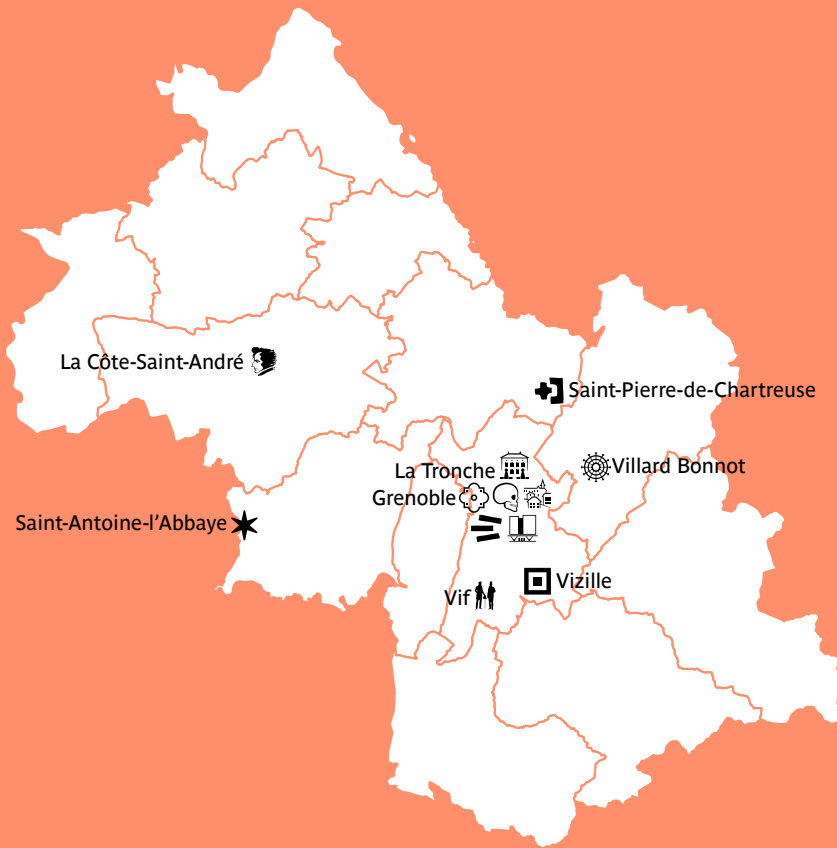 La Côte-Saint-André
Saint-Pierre-de-Chartreuse
La Tronche
Villard Bonnot
Grenoble
Saint-Antoine-l'Abbaye
Vizille
Vif